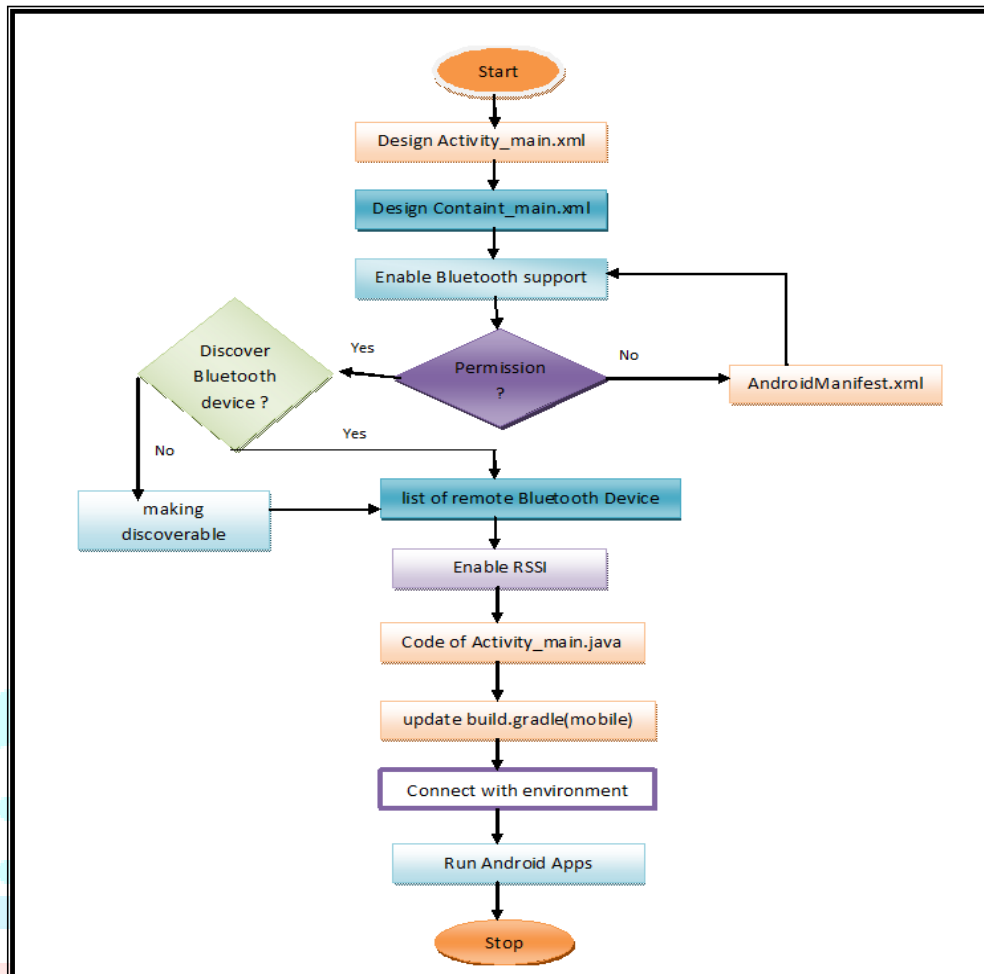 Start
Design Activity_main.xml
Design Containt_main.xml
Enable Bluetooth support
Discover
Bluetooth
device ?
Yes
Permission
?
No
AndroidManifest.xml
No
Yes
making
discoverable
list of remote Bluetooth Device
Enable RSSI
Code of Activity_main.java
update build.gradle(mobile)
Connect with environment
Run Android Apps
Stop